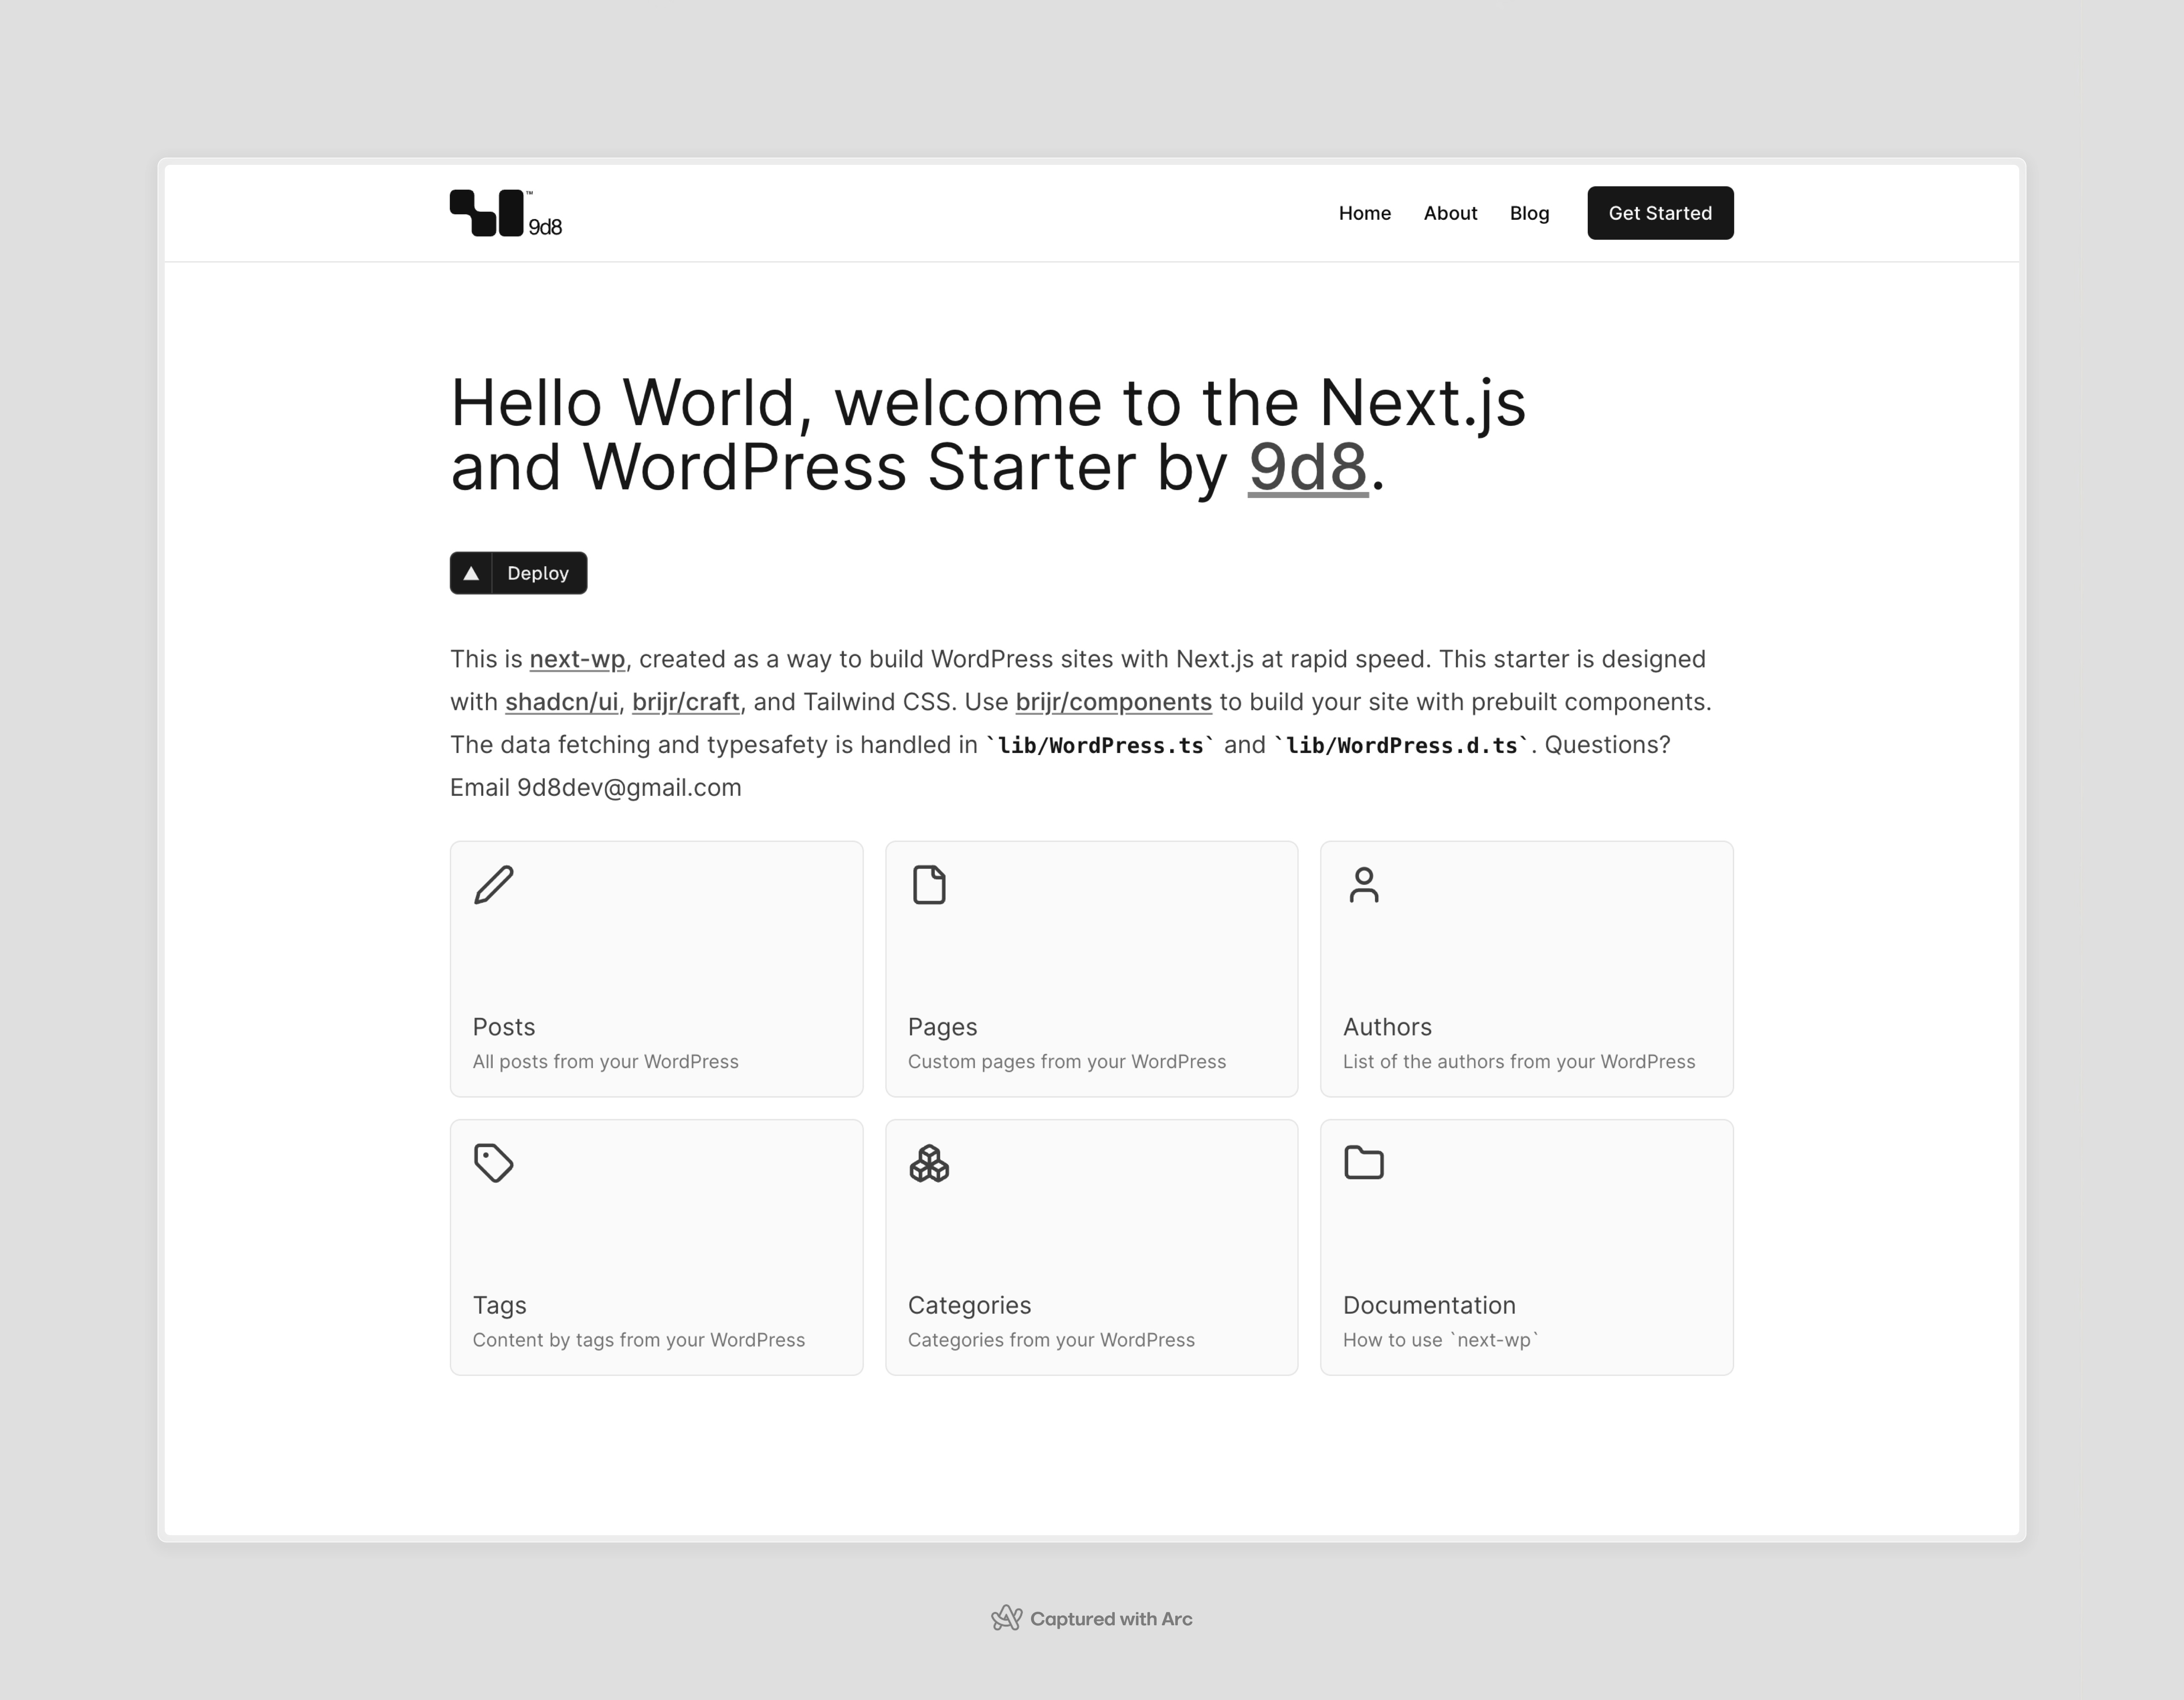 ™
9d8
Home
About
Blog
Get Started
Hello World, welcome to the Next.js
and WordPress Starter by 9d8.
Deploy
This is next-wp, created as a way to build WordPress sites with Next.js at rapid speed. This starter is designed
with shadcn/ui, brijr/craft, and Tailwind CSS. Use brijr/components to build your site with prebuilt components.
The data fetching and typesafety is handled in `lib/WordPress.ts` and `lib/WordPress.d.ts`. Questions?
Email 9d8dev@gmail.com
Posts
All posts from your WordPress
Pages
Custom pages from your WordPress
Authors
List of the authors from your WordPress
Tags
Content by tags from your WordPress
Categories
Categories from your WordPress
Documentation
How to use `next-wp`
Captured with Arc